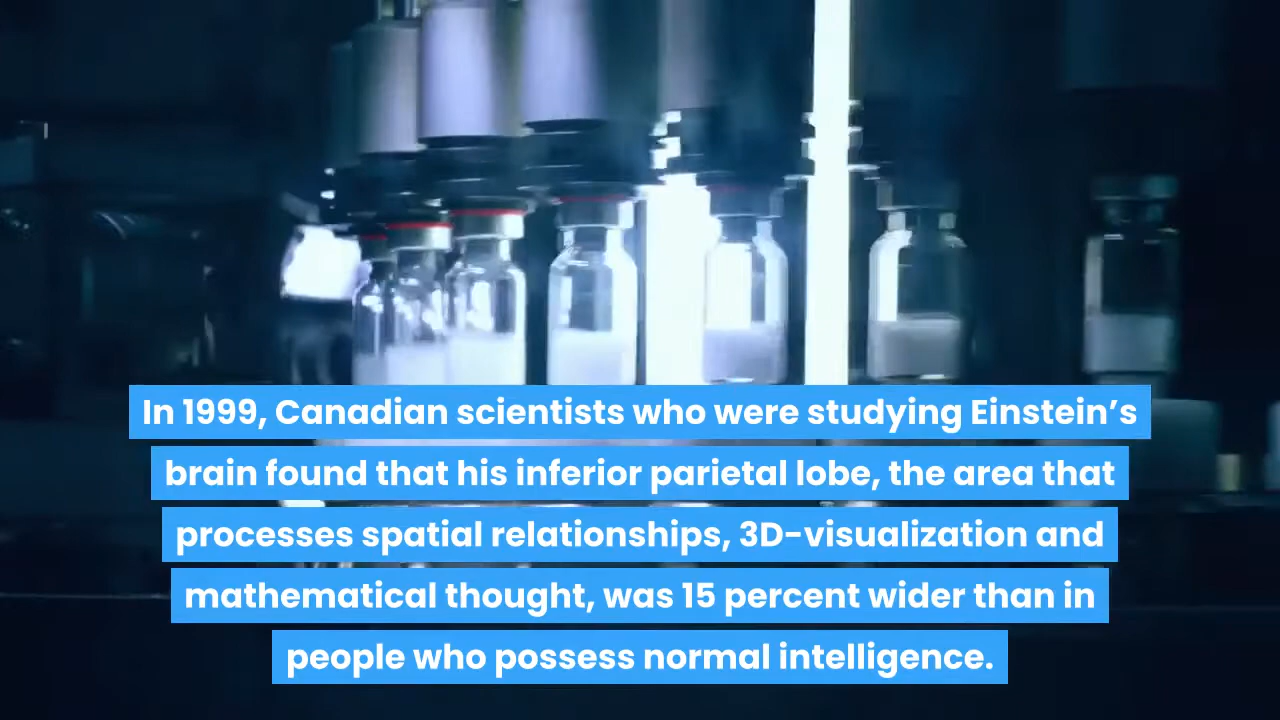 In 1999, Canadian scientists who were studying Einstein’s
brain found that his inferior parietal lobe, the area that
processes spatial relationships, 3D-visualization and
mathematical thought, was 15 percent wider than in
people who possess normal intelligence.